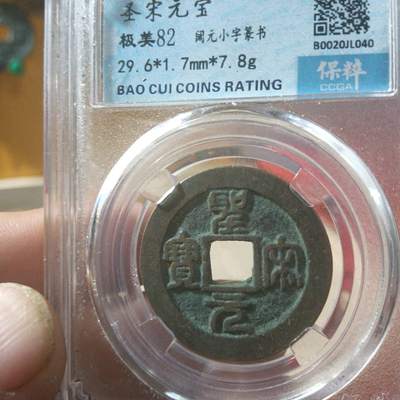 圣宋元宝
极美82 闽元小字篆书
29.6*1.7mm*7.8g
BAO CUI COINS RATING
B0020JL040
保粹
CCGA
聖宋元寶